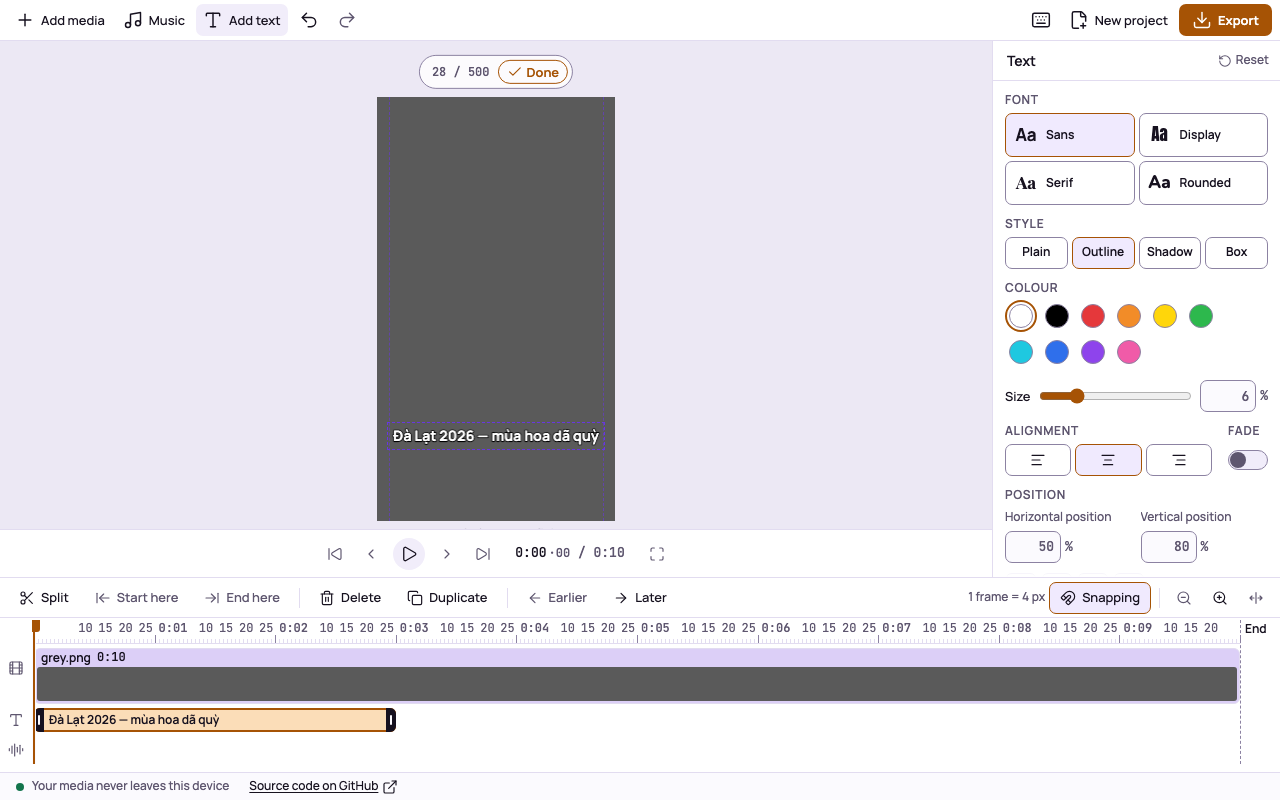 Add media
Music
Add text
New project
Export
28 / 500
Done
Đà Lạt 2026 — mùa hoa dã quỳ
Text
Reset
FONT
Aa Sans
Aa Display
Aa Serif
Aa Rounded
STYLE
Plain
Outline
Shadow
Box
COLOUR
Size
6 %
ALIGNMENT
FADE
POSITION
Horizontal position
Vertical position
50 %
80 %
0:00·00 / 0:10
Split
Start here
End here
Delete
Duplicate
Earlier
Later
1 frame = 4 px
Snapping
10 15 20 25 0:01 10 15 20 25 0:02 10 15 20 25 0:03 10 15 20 25 0:04 10 15 20 25 0:05 10 15 20 25 0:06 10 15 20 25 0:07 10 15 20 25 0:08 10 15 20 25 0:09 10 15 20 End
grey.png 0:10
Đà Lạt 2026 — mùa hoa dã quỳ
Your media never leaves this device
Source code on GitHub